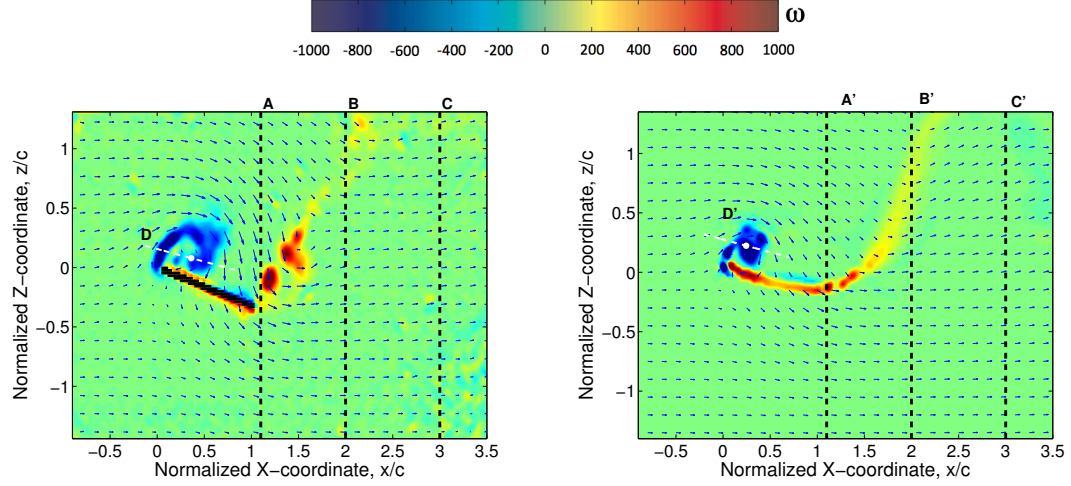 ω
-1000 -800 -600 -400 -200 0 200 400 600 800 1000
A B C
1
0.5
0
−0.5
−1
D
−0.5 0 0.5 1 1.5 2 2.5 3 3.5
Normalized X−coordinate, x/c
Normalized Z−coordinate, z/c
A' B' C'
1
0.5
0
−0.5
−1
D'
−0.5 0 0.5 1 1.5 2 2.5 3 3.5
Normalized X−coordinate, x/c
Normalized Z−coordinate, z/c